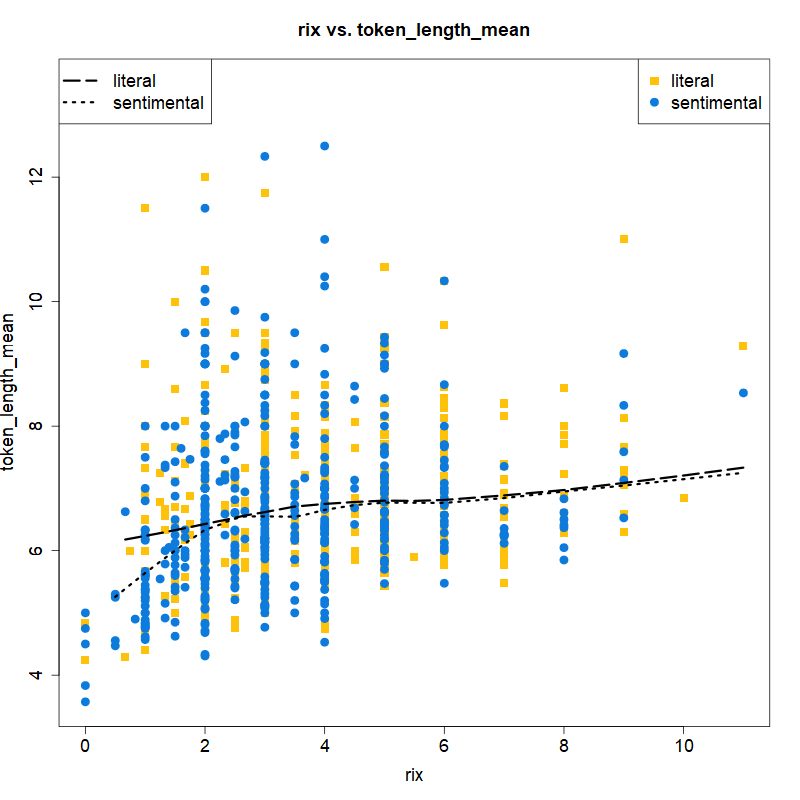 rix vs. token_length_mean
literal
sentimental
literal
sentimental
token_length_mean
12
10
8
6
4
0 2 4 6 8 10
rix